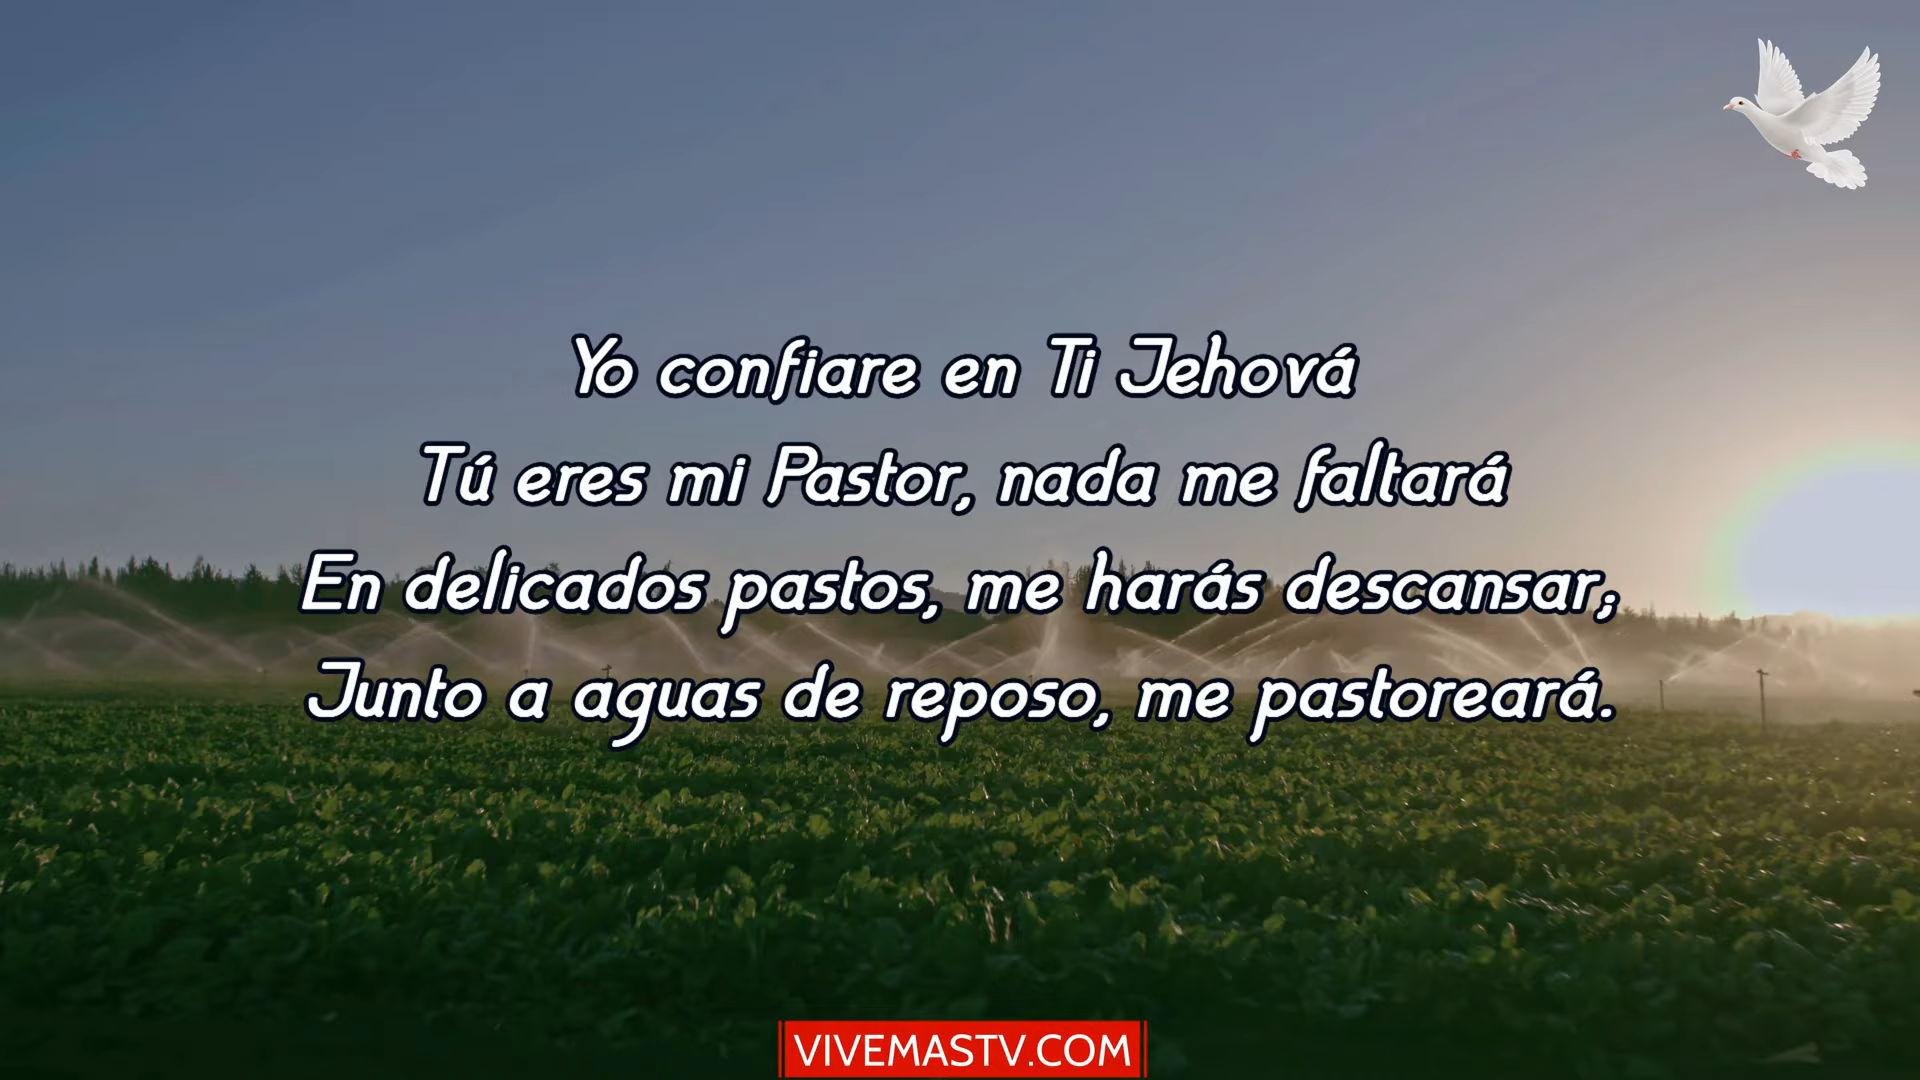 Yo confiare en Ti Jehová
Tú eres mi Pastor, nada me faltará
En delicados pastos, me harás descansar;
Junto a aguas de reposo, me pastoreará.
VIVEMASTV.COM